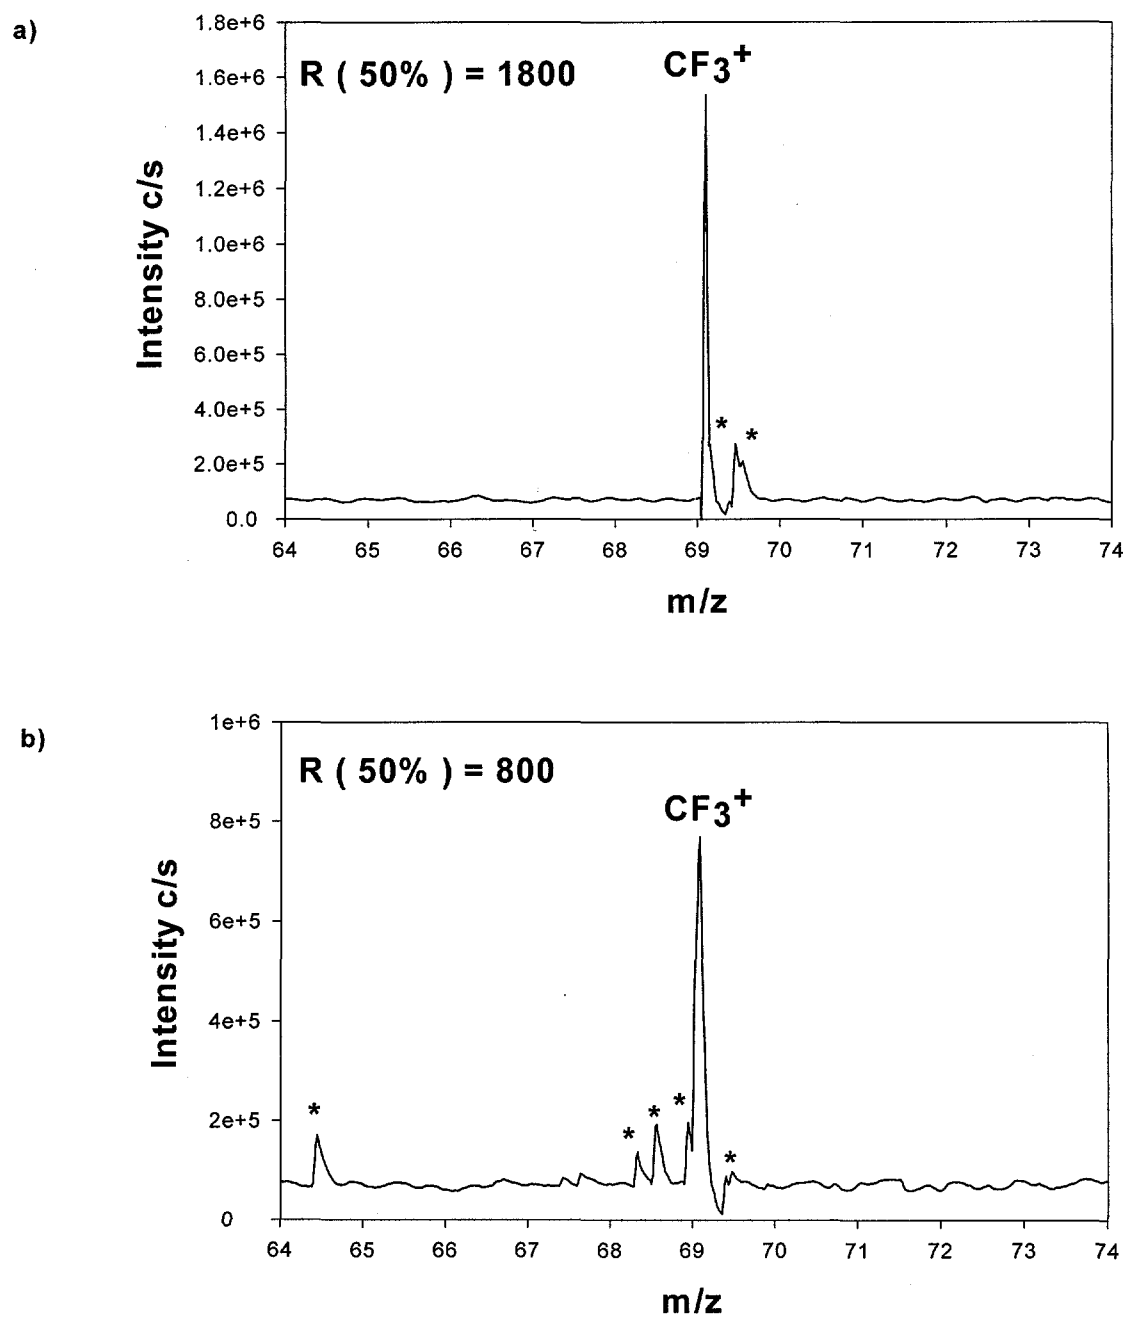 a)
1.8e+6
R ( 50% ) = 1800
CF3+
1.6e+6
1.4e+6
1.2e+6
1.0e+6
8.0e+5
6.0e+5
4.0e+5
2.0e+5
0.0
Intensity c/s
* *
64 65 66 67 68 69 70 71 72 73 74
m/z
b)
1e+6
R ( 50% ) = 800
CF3+
8e+5
6e+5
4e+5
2e+5
0
Intensity c/s
* * * * *
64 65 66 67 68 69 70 71 72 73 74
m/z